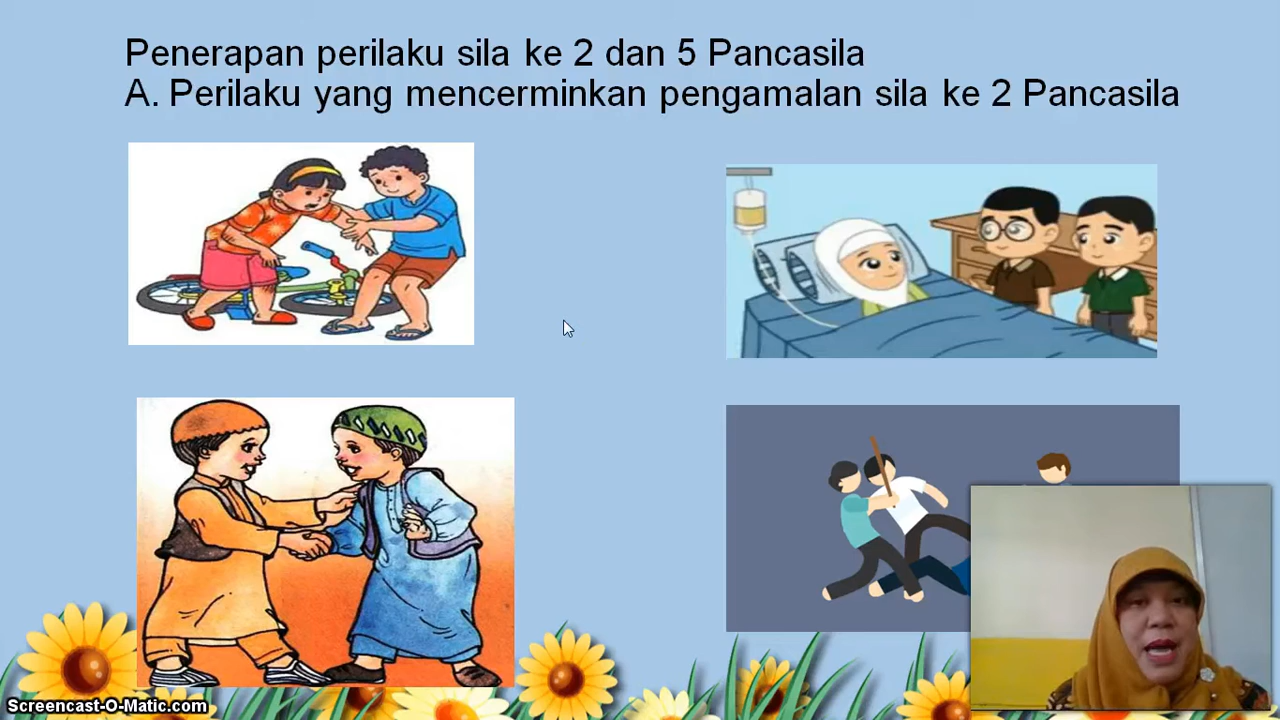 Penerapan perilaku sila ke 2 dan 5 Pancasila
A. Perilaku yang mencerminkan pengamalan sila ke 2 Pancasila
Screencast-O-Matic.com